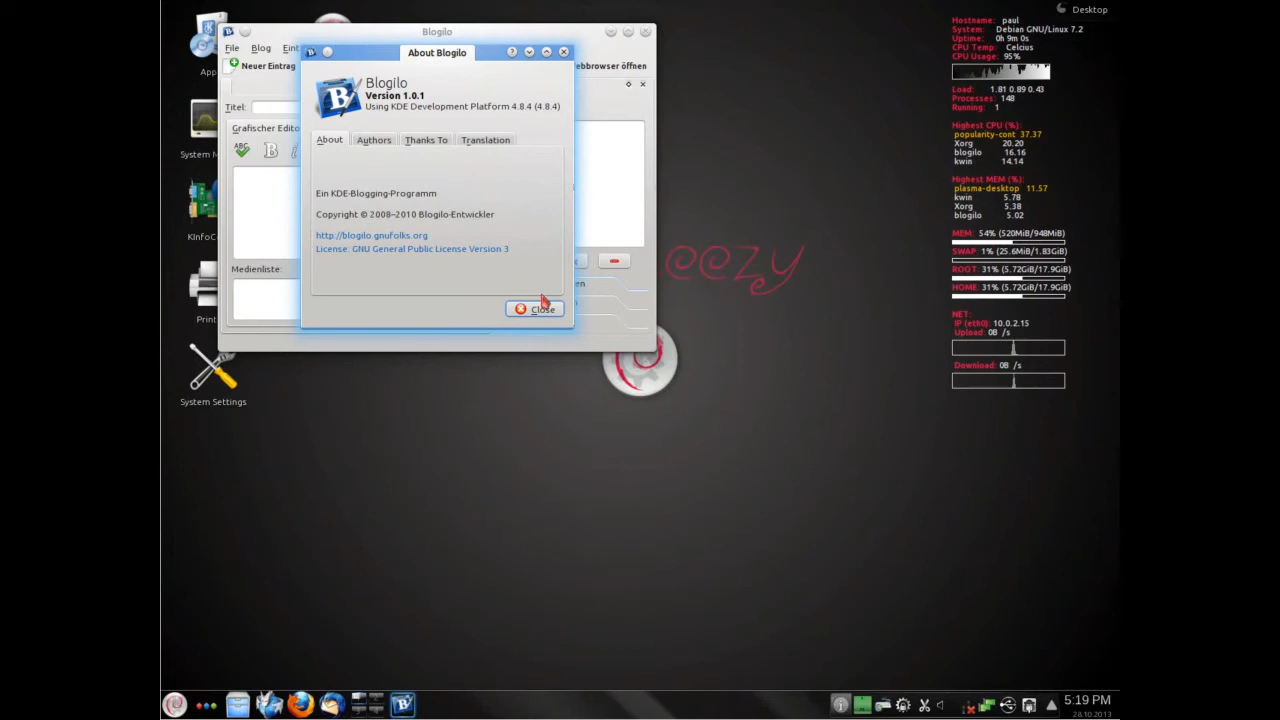 Desktop
App
System M
KInfoC
Print
System Settings
Blogilo
File Blog Eint
Neuer Eintrag
ebbrowser öffnen
Titel:
Grafischer Edito
ABC
B
Medienliste:
en
About Blogilo
Blogilo
Version 1.0.1
Using KDE Development Platform 4.8.4 (4.8.4)
About Authors Thanks To Translation
Ein KDE-Blogging-Programm
Copyright © 2008–2010 Blogilo-Entwickler
http://blogilo.gnufolks.org
License: GNU General Public License Version 3
Close
eezy
Hostname: paul
System: Debian GNU/Linux 7.2
Uptime: 0h 9m 0s
CPU Temp: Celcius
CPU Usage: 95%
Load: 1.81 0.89 0.43
Processes: 148
Running: 1
Highest CPU (%):
popularity-cont 37.37
Xorg 20.20
blogilo 16.16
kwin 14.14
Highest MEM (%):
plasma-desktop 11.57
kwin 5.78
Xorg 5.38
blogilo 5.02
MEM: 54% (520MiB/948MiB)
SWAP: 1% (25.6MiB/1.83GiB)
ROOT: 31% (5.72GiB/17.9GiB)
HOME: 31% (5.72GiB/17.9GiB)
NET:
IP (eth0): 10.0.2.15
Upload: 0B /s
Download: 0B /s
5:19 PM
28.10.2013